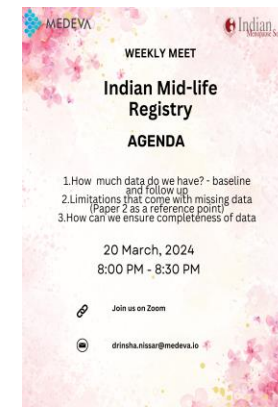 MEDEVA
Indian
Menopause
WEEKLY MEET
Indian Mid-life
Registry
AGENDA
1.How much data do we have? - baseline
and follow up
2.Limitations that come with missing data
(Paper 2 as a reference point)
3.How can we ensure completeness of data
20 March, 2024
8:00 PM - 8:30 PM
Join us on Zoom
drinsha.nissar@medeva.io